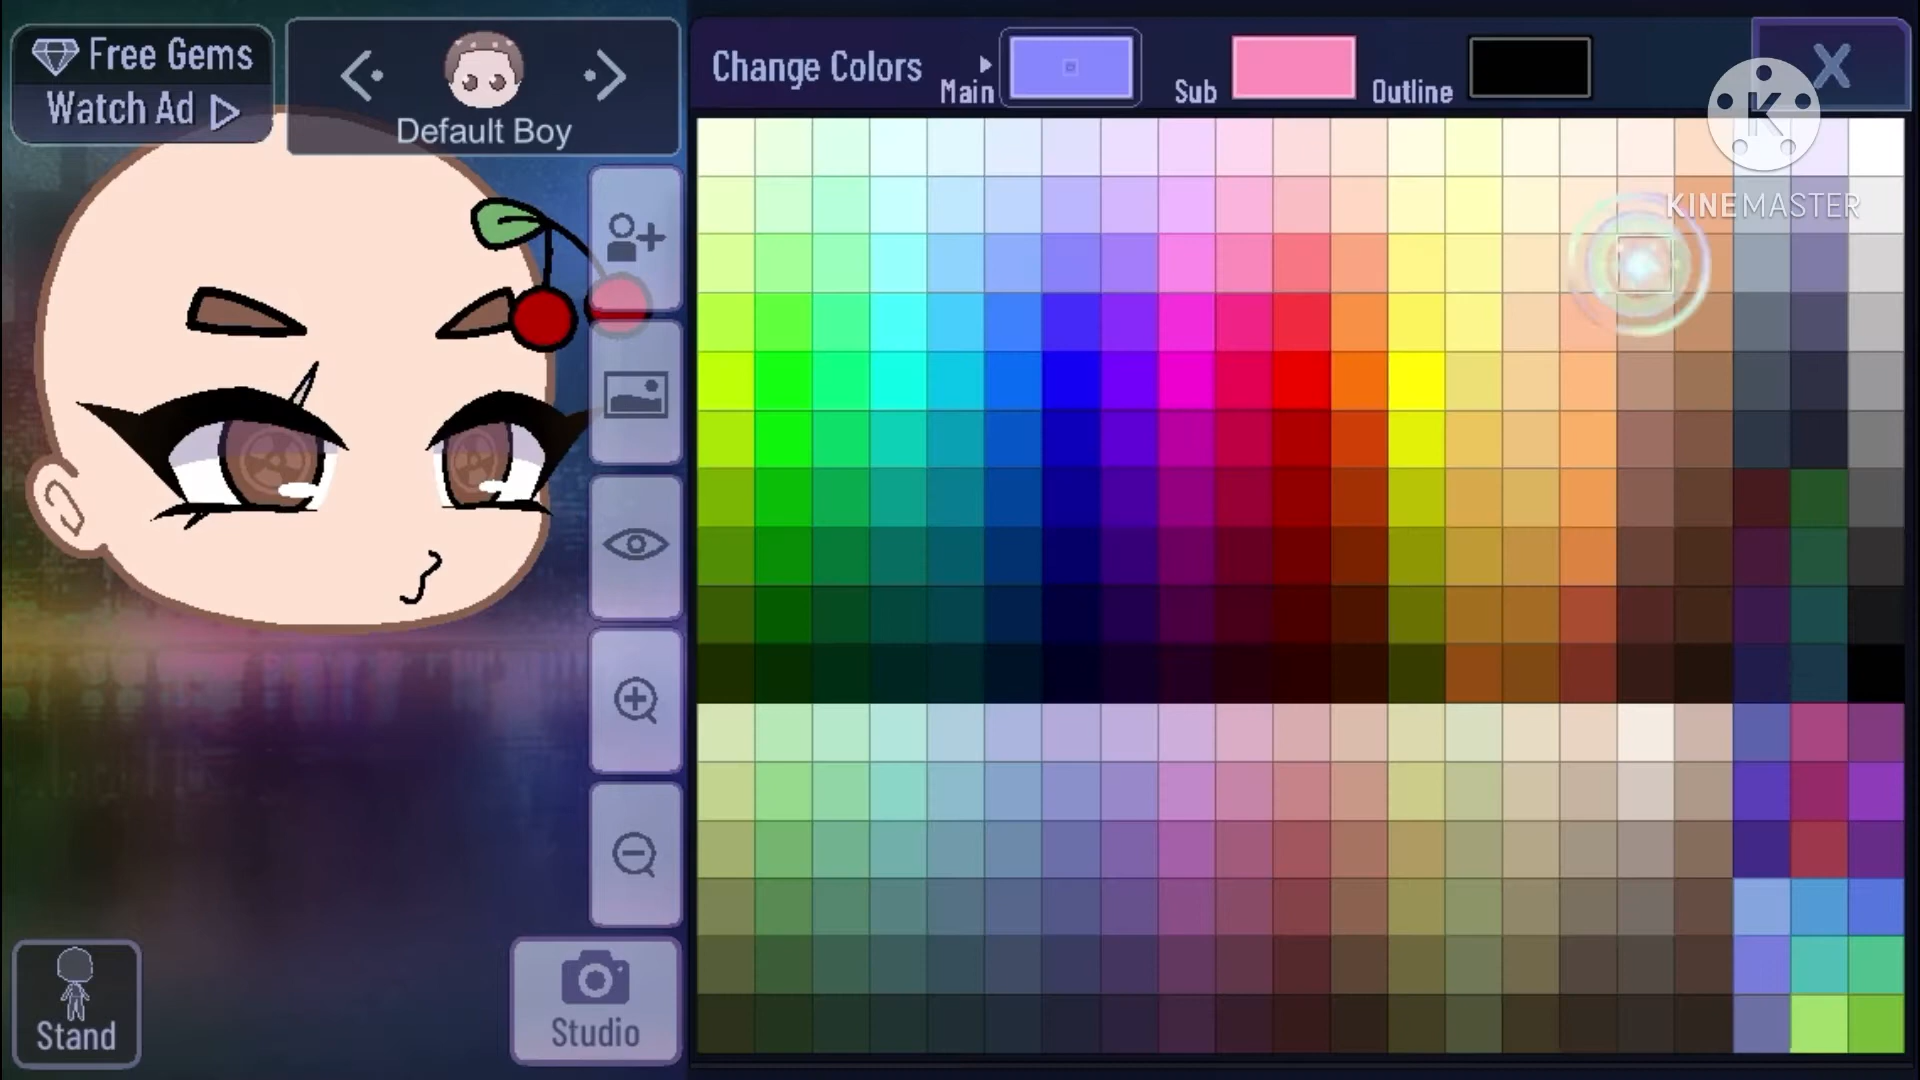 Free Gems
Watch Ad
Default Boy
Change Colors
Main
Sub
Outline
X
K
KINEMASTER
Stand
Studio